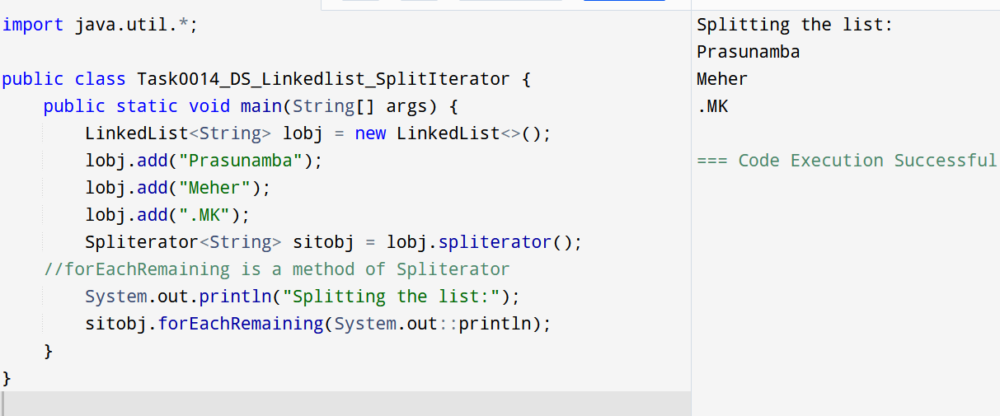 import java.util.*;
public class Task0014_DS_Linkedlist_SplitIterator {
    public static void main(String[] args) {
        LinkedList<String> lobj = new LinkedList<>();
        lobj.add("Prasunamba");
        lobj.add("Meher");
        lobj.add(".MK");
        Spliterator<String> sitobj = lobj.spliterator();
    //forEachRemaining is a method of Spliterator
        System.out.println("Splitting the list:");
        sitobj.forEachRemaining(System.out::println);
    }
}
Splitting the list:
Prasunamba
Meher
.MK
=== Code Execution Successful